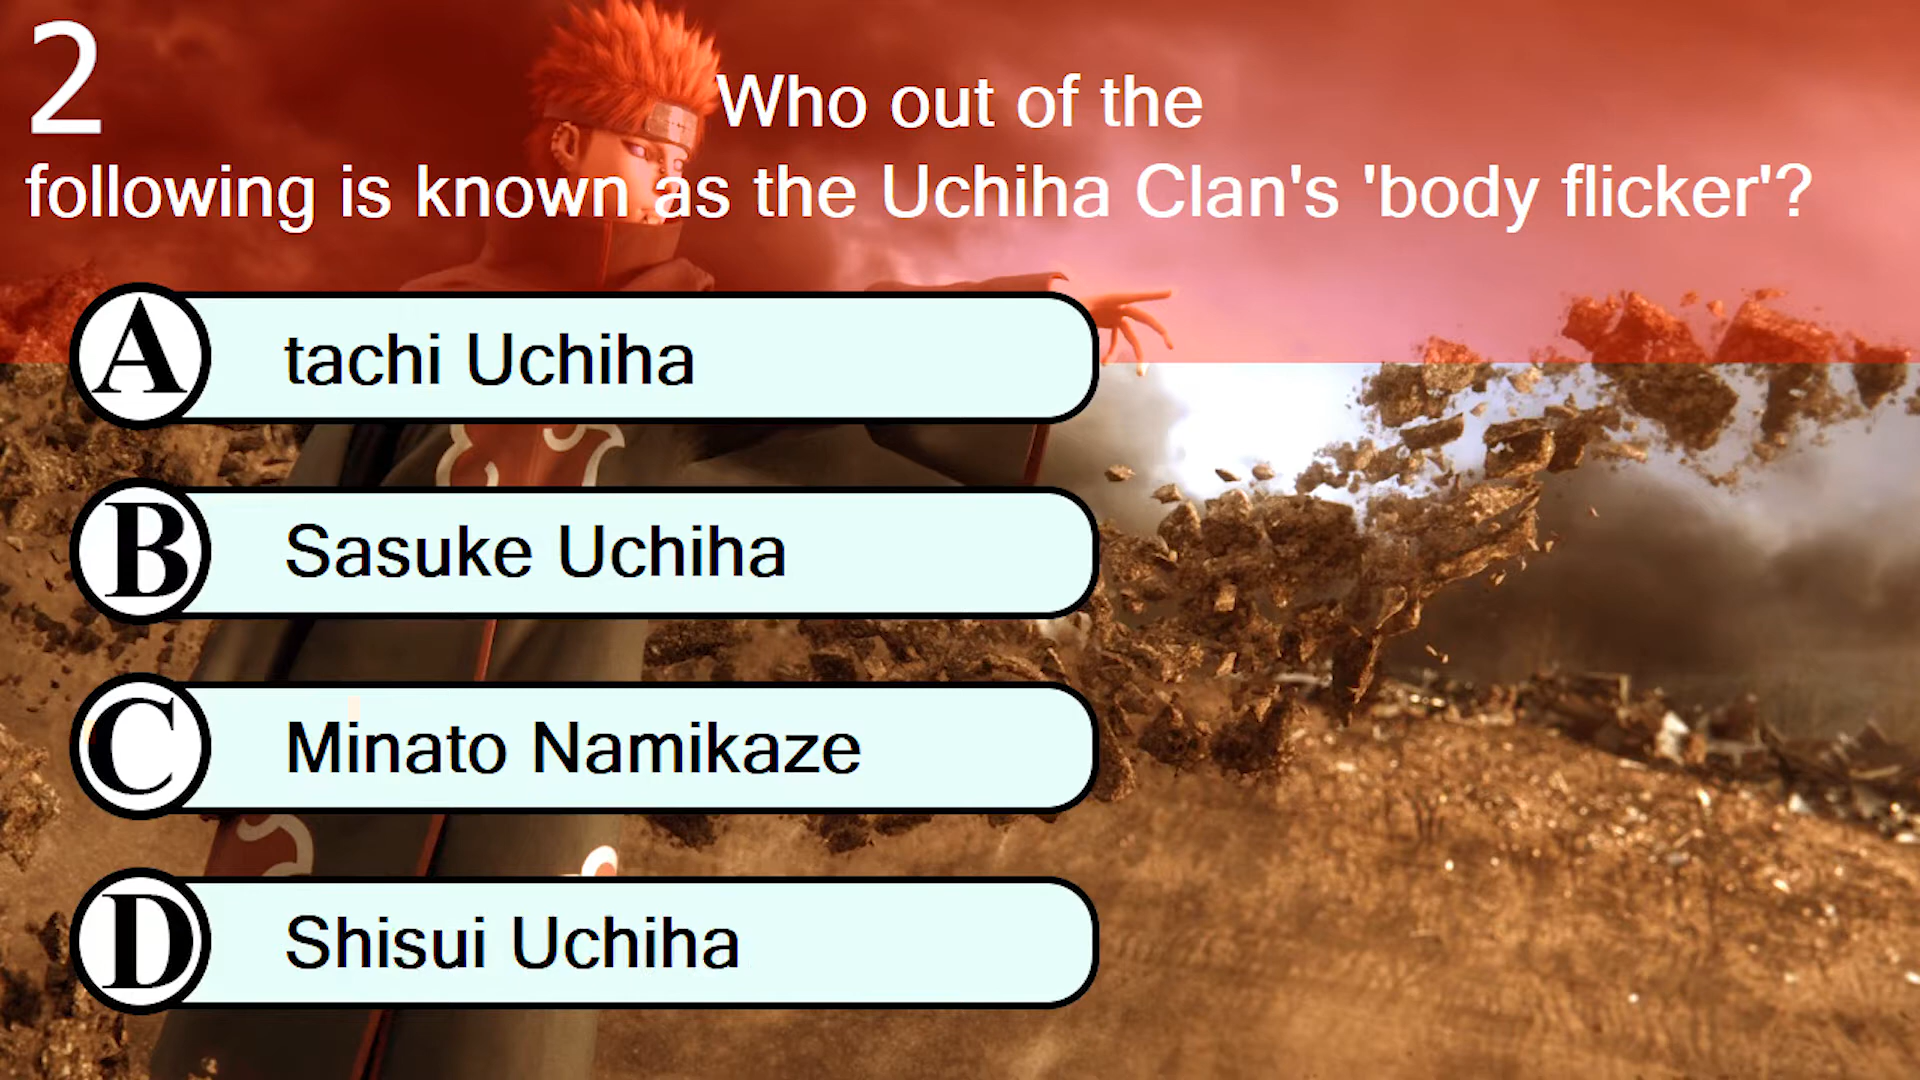 2
Who out of the
following is known as the Uchiha Clan's 'body flicker'?
A tachi Uchiha
B Sasuke Uchiha
C Minato Namikaze
D Shisui Uchiha